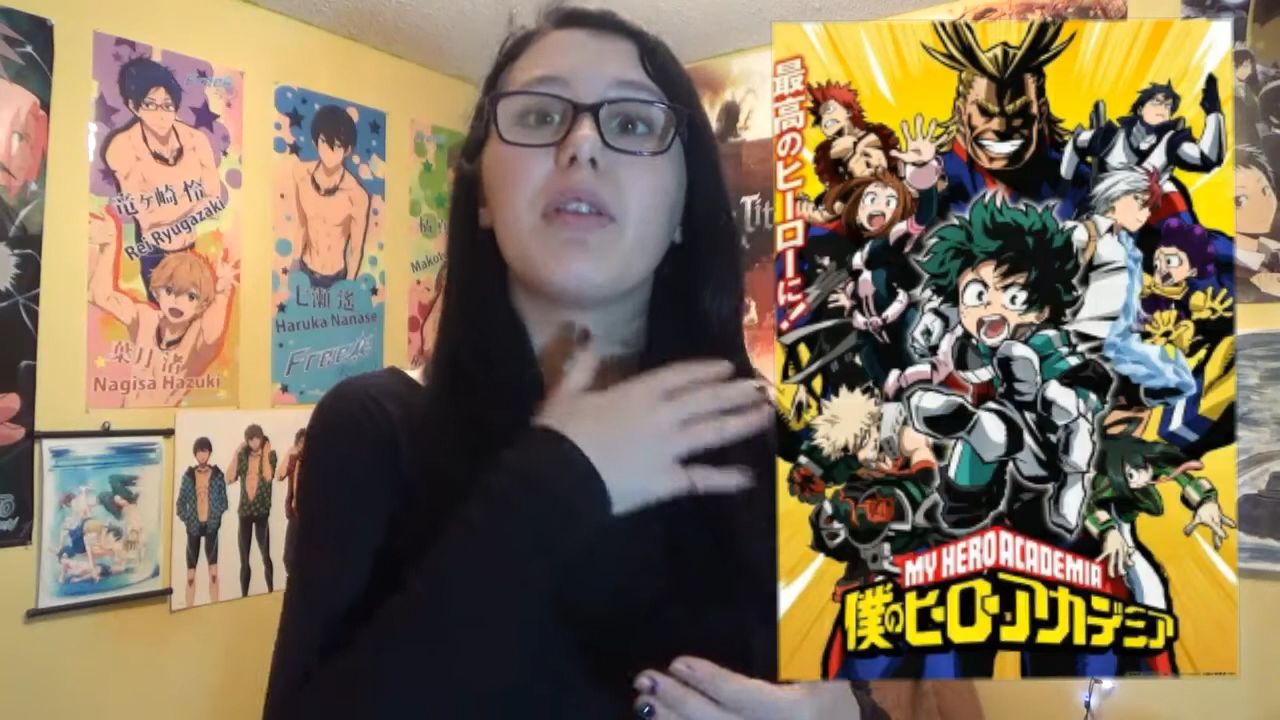 Free!
竜ヶ崎 怜
Rei Ryugazaki
葉月 渚
Nagisa Hazuki
七瀬 遙
Haruka Nanase
Free!
Tit
最高のヒーローに!
MY HERO ACADEMIA
僕のヒーローアカデミア